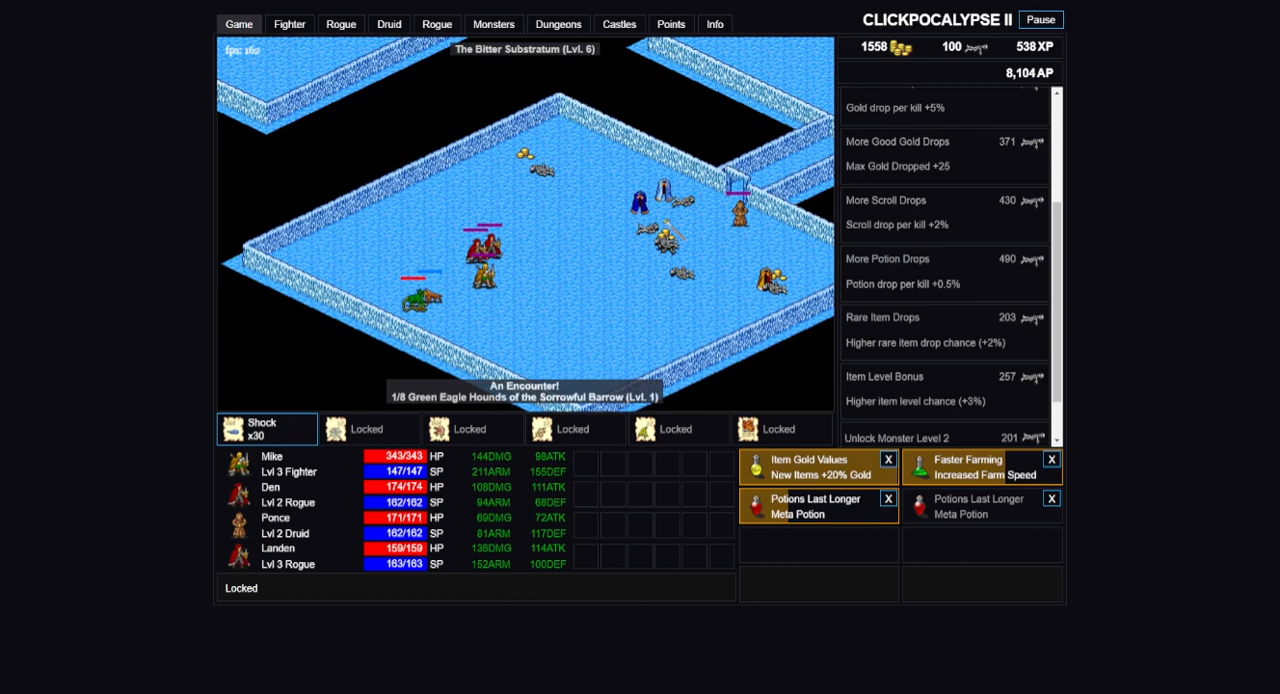 Game Fighter Rogue Druid Rogue Monsters Dungeons Castles Points Info
CLICKPOCALYPSE II Pause
fps: 162
The Bitter Substratum (Lvl. 6)
1558 100 538 XP
8,104 AP
Gold drop per kill +5%
More Good Gold Drops 371
Max Gold Dropped +25
More Scroll Drops 430
Scroll drop per kill +2%
More Potion Drops 490
Potion drop per kill +0.5%
Rare Item Drops 203
Higher rare item drop chance (+2%)
Item Level Bonus 257
Higher item level chance (+3%)
Unlock Monster Level 2 201
An Encounter!
1/8 Green Eagle Hounds of the Sorrowful Barrow (Lvl. 1)
Shock
x30
Locked Locked Locked Locked Locked
Mike 343/343 HP 144DMG 98ATK
Lvl 3 Fighter 147/147 SP 211ARM 155DEF
Den 174/174 HP 108DMG 111ATK
Lvl 2 Rogue 162/162 SP 94ARM 68DEF
Ponce 171/171 HP 69DMG 72ATK
Lvl 2 Druid 162/162 SP 81ARM 117DEF
Landen 159/159 HP 136DMG 114ATK
Lvl 3 Rogue 163/163 SP 152ARM 100DEF
Locked
Item Gold Values X
New Items +20% Gold
Faster Farming X
Increased Farm Speed
Potions Last Longer X
Meta Potion
Potions Last Longer X
Meta Potion